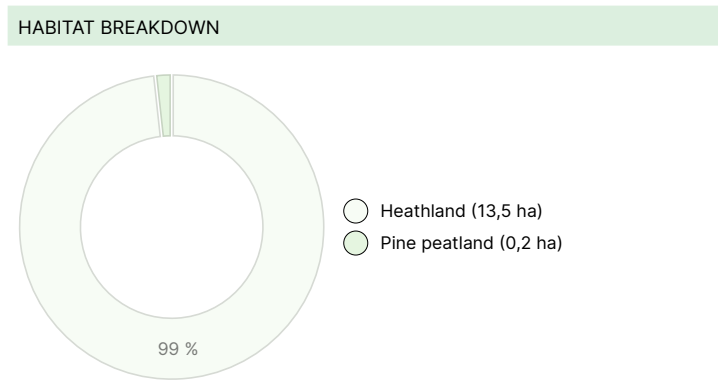 HABITAT BREAKDOWN
Heathland (13,5 ha)
Pine peatland (0,2 ha)
99 %